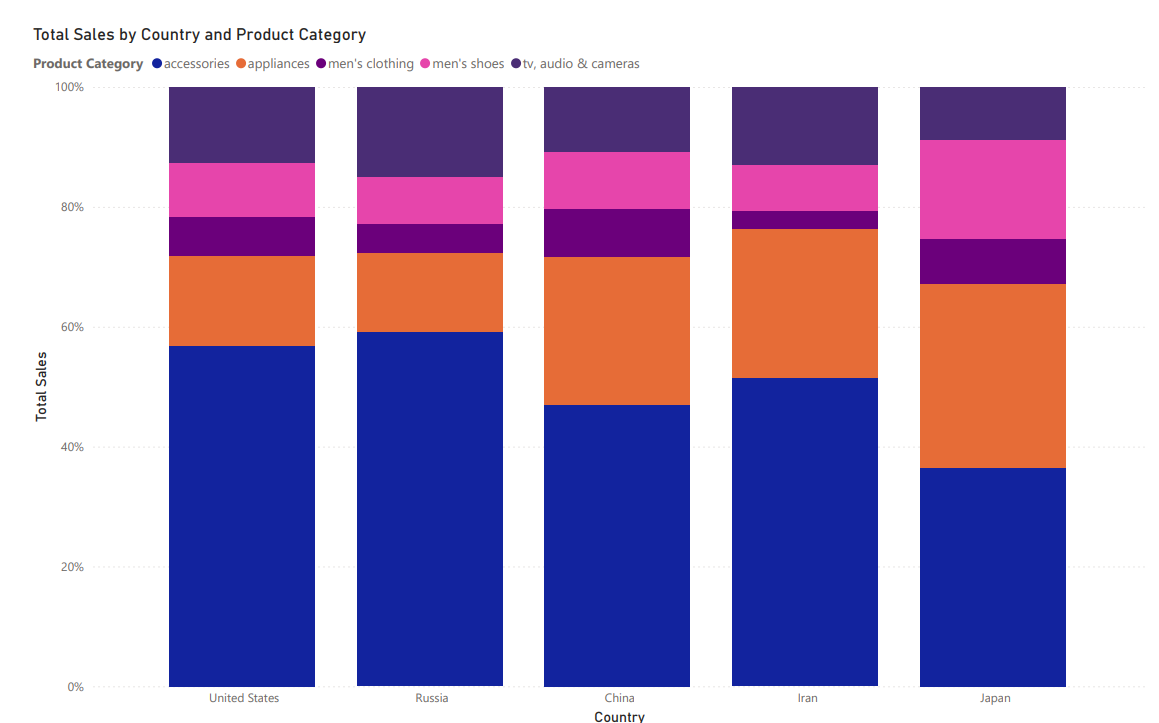 Total Sales by Country and Product Category
Product Category accessories appliances men's clothing men's shoes tv, audio & cameras
100%
80%
60%
40%
20%
0%
Total Sales
United States Russia China Iran Japan
Country